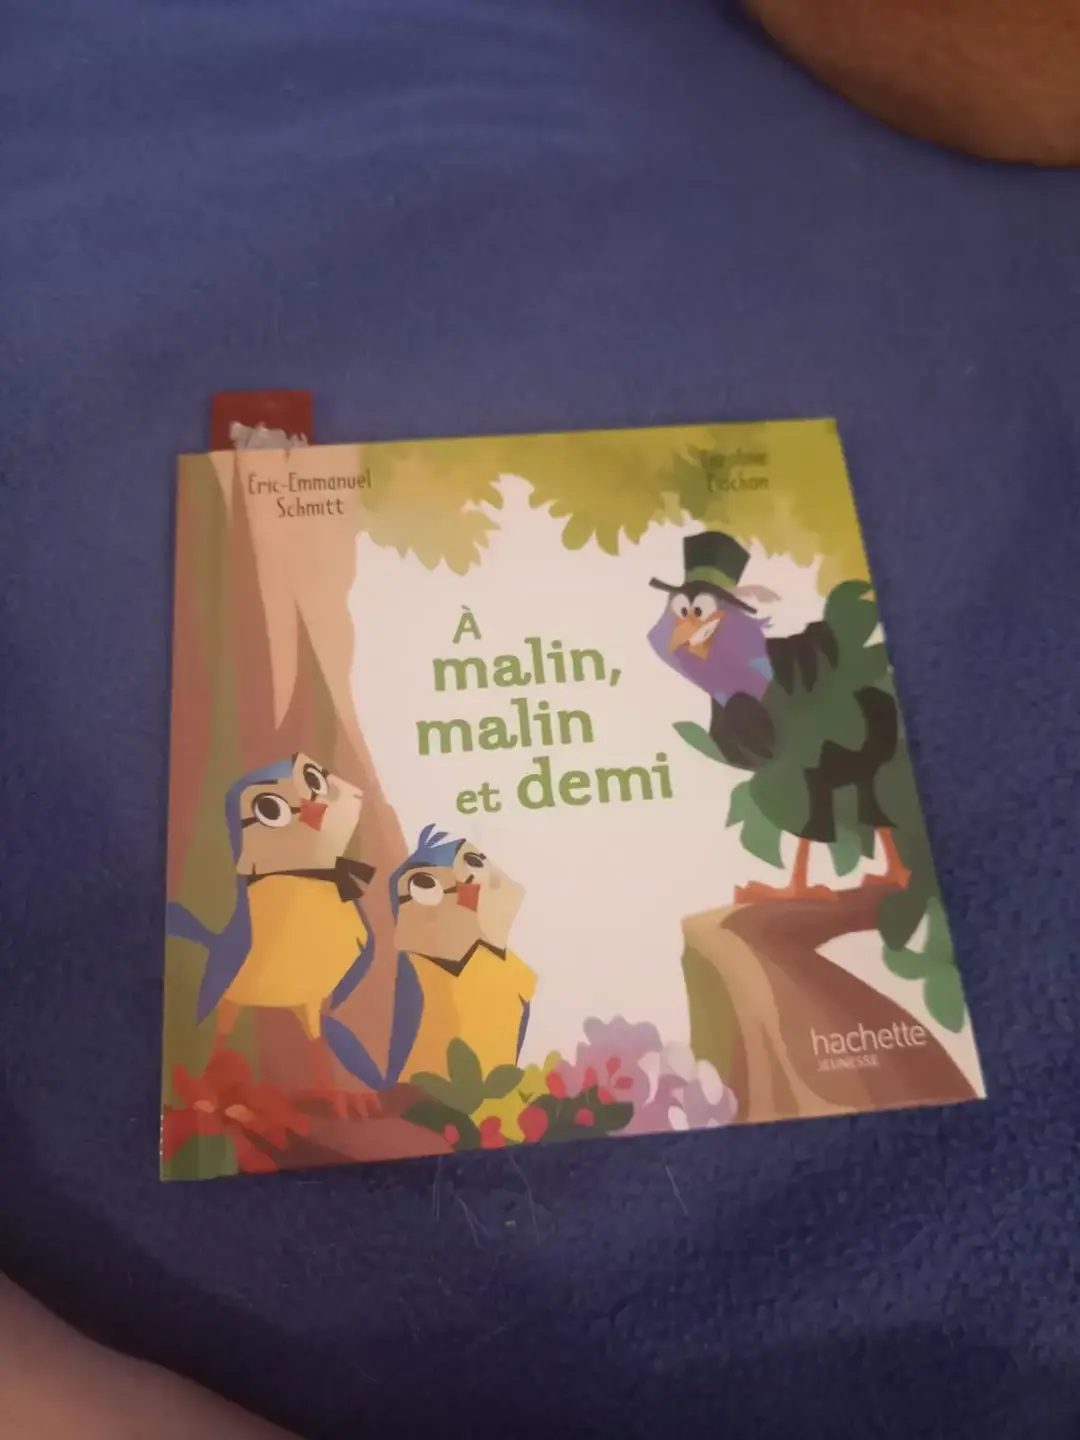 Eric-Emmanuel
Schmitt
À
malin,
malin
et demi
hachette
JEUNESSE